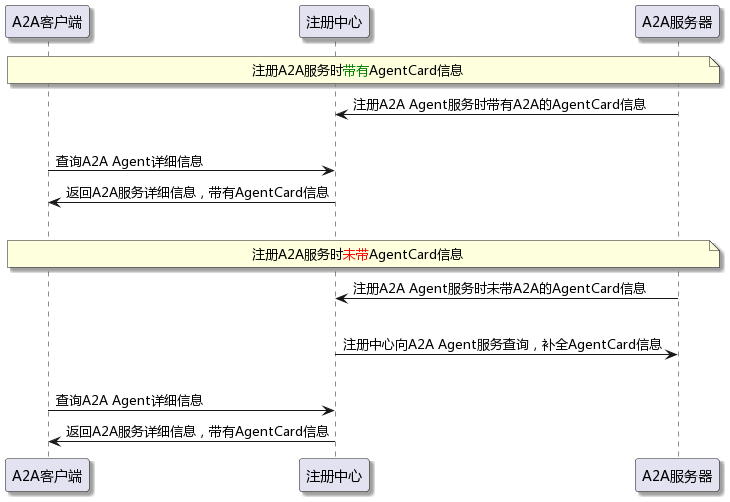 A2A客户端
注册中心
A2A服务器
注册A2A服务时带有AgentCard信息
注册A2A Agent服务时带有A2A的AgentCard信息
查询A2A Agent详细信息
返回A2A服务详细信息，带有AgentCard信息
注册A2A服务时未带AgentCard信息
注册A2A Agent服务时未带A2A的AgentCard信息
注册中心向A2A Agent服务查询，补全AgentCard信息
查询A2A Agent详细信息
返回A2A服务详细信息，带有AgentCard信息
A2A客户端
注册中心
A2A服务器